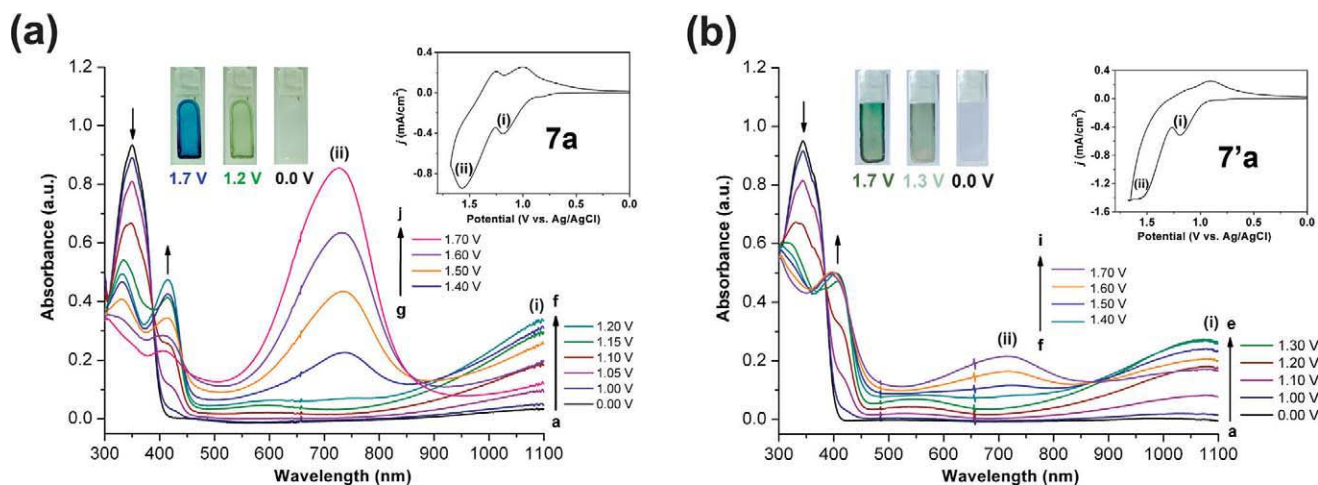 (a)
Absorbance (a.u.)
1.2
1.0
0.8
0.6
0.4
0.2
0.0
300 400 500 600 700 800 900 1000 1100
Wavelength (nm)
1.7 V 1.2 V 0.0 V
(ii)
j
1.70 V
1.60 V
1.50 V
1.40 V
g
(i)
f
1.20 V
1.15 V
1.10 V
1.05 V
1.00 V
0.00 V
a
j (mA/cm²)
0.4
0.0
-0.4
-0.8
1.5 1.0 0.5 0.0
Potential (V vs. Ag/AgCl)
(i)
(ii)
7a
(b)
Absorbance (a.u.)
1.2
1.0
0.8
0.6
0.4
0.2
0.0
300 400 500 600 700 800 900 1000 1100
Wavelength (nm)
1.7 V 1.3 V 0.0 V
i
1.70 V
1.60 V
1.50 V
1.40 V
f
(ii)
(i)
e
1.30 V
1.20 V
1.10 V
1.00 V
0.00 V
a
j (mA/cm²)
0.8
0.4
0.0
-0.4
-0.8
-1.2
-1.6
1.5 1.0 0.5 0.0
Potential (V vs. Ag/AgCl)
(i)
(ii)
7'a